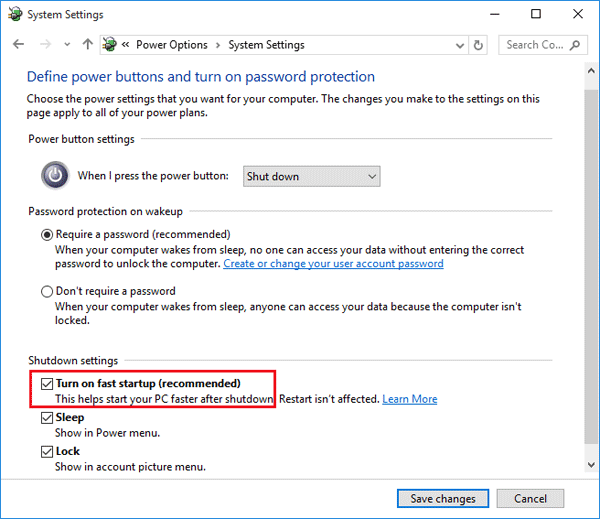 System Settings
« Power Options › System Settings
Search Co...
Define power buttons and turn on password protection
Choose the power settings that you want for your computer. The changes you make to the settings on this
page apply to all of your power plans.
Power button settings
When I press the power button: Shut down
Password protection on wakeup
Require a password (recommended)
When your computer wakes from sleep, no one can access your data without entering the correct
password to unlock the computer. Create or change your user account password
Don't require a password
When your computer wakes from sleep, anyone can access your data because the computer isn't
locked.
Shutdown settings
Turn on fast startup (recommended)
This helps start your PC faster after shutdown. Restart isn't affected. Learn More
Sleep
Show in Power menu.
Lock
Show in account picture menu.
Save changes Cancel